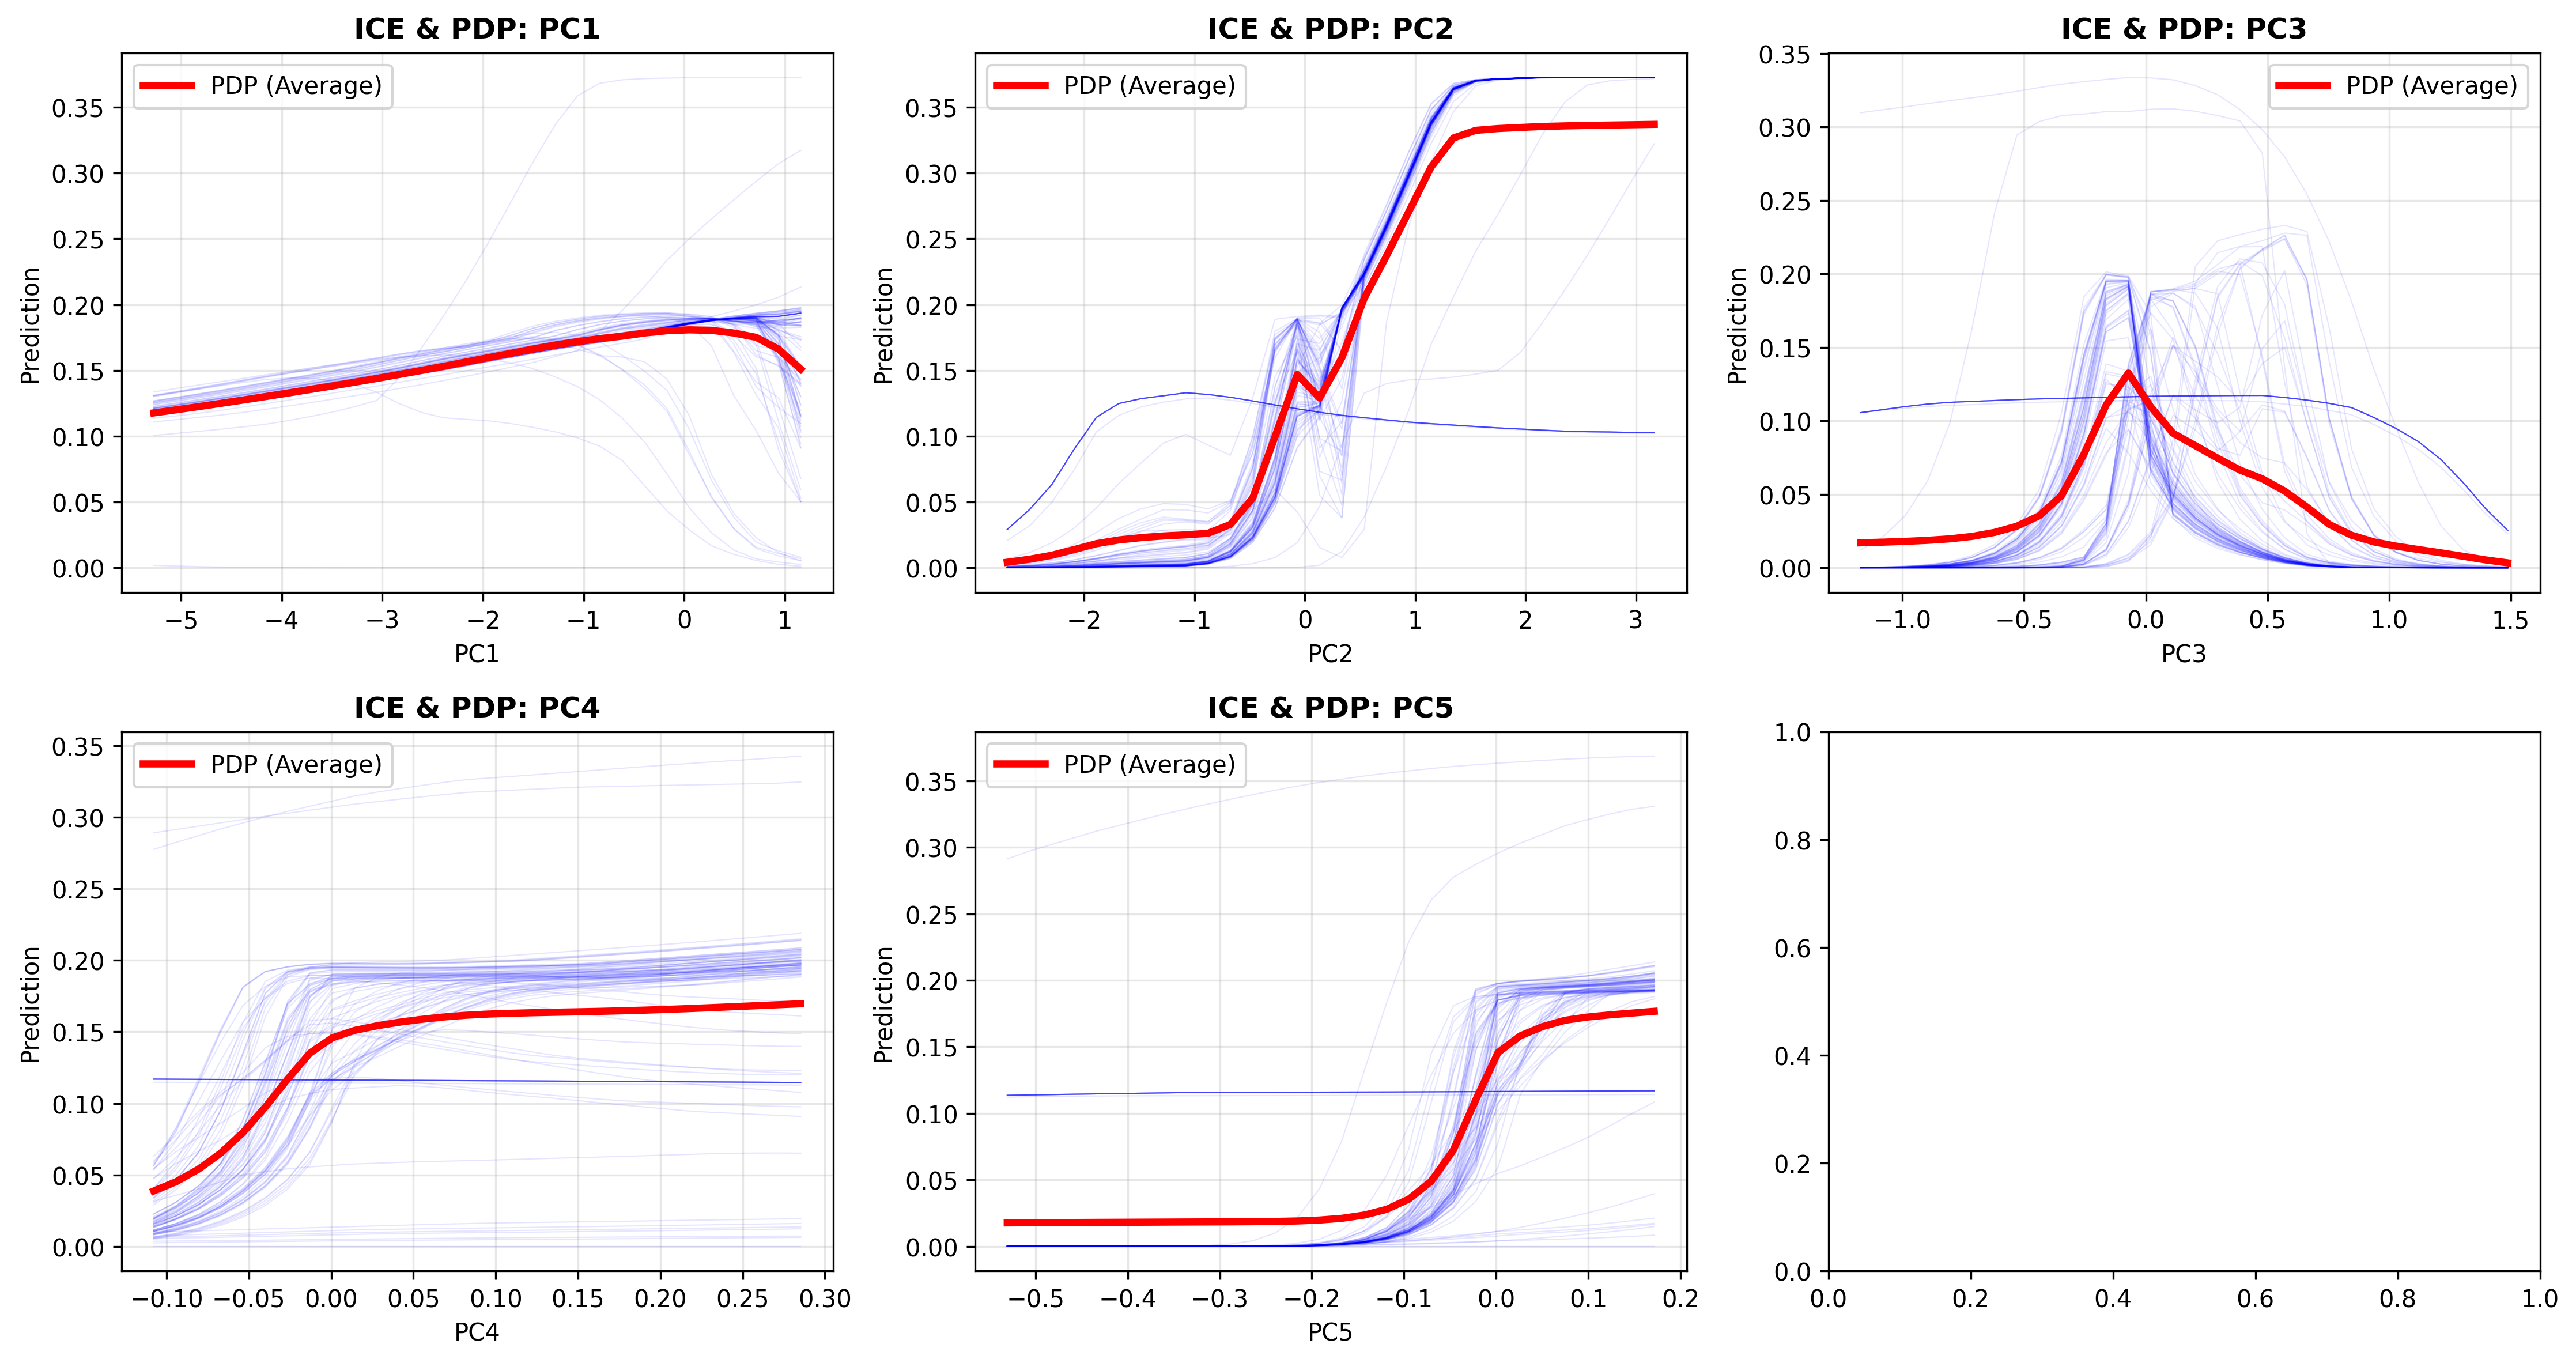 ICE & PDP: PC1
PDP (Average)
0.35
0.30
0.25
0.20
0.15
0.10
0.05
0.00
Prediction
−5 −4 −3 −2 −1 0 1
PC1
ICE & PDP: PC2
PDP (Average)
0.35
0.30
0.25
0.20
0.15
0.10
0.05
0.00
Prediction
−2 −1 0 1 2 3
PC2
ICE & PDP: PC3
PDP (Average)
0.35
0.30
0.25
0.20
0.15
0.10
0.05
0.00
Prediction
−1.0 −0.5 0.0 0.5 1.0 1.5
PC3
ICE & PDP: PC4
PDP (Average)
0.35
0.30
0.25
0.20
0.15
0.10
0.05
0.00
Prediction
−0.10 −0.05 0.00 0.05 0.10 0.15 0.20 0.25 0.30
PC4
ICE & PDP: PC5
PDP (Average)
0.35
0.30
0.25
0.20
0.15
0.10
0.05
0.00
Prediction
−0.5 −0.4 −0.3 −0.2 −0.1 0.0 0.1 0.2
PC5
1.0
0.8
0.6
0.4
0.2
0.0
0.0 0.2 0.4 0.6 0.8 1.0